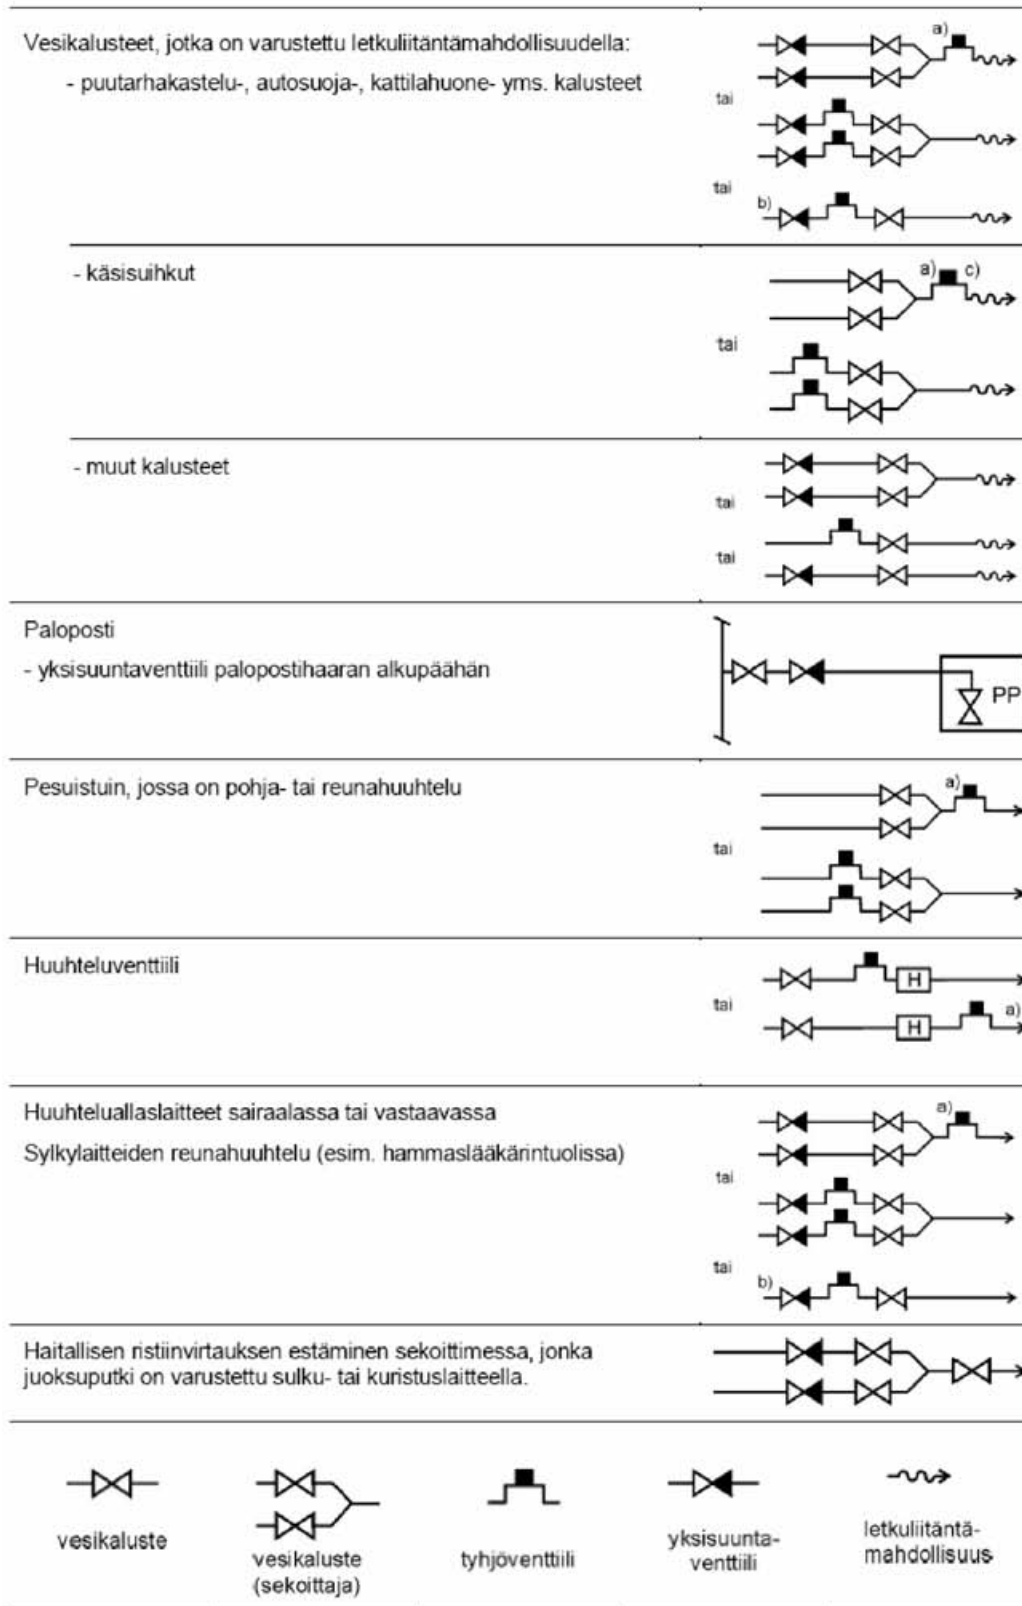 Vesikalusteet, jotka on varustettu letkuliitäntämahdollisuudella:
a)
- puutarhakastelu-, autosuoja-, kattilahuone- yms. kalusteet
tai
tai
b)
- käsisuihkut
a) c)
tai
- muut kalusteet
tai
tai
Paloposti
- yksisuuntaventtiili palopostihaaran alkupäähän
PP
Pesuistuin, jossa on pohja- tai reunahuuhtelu
a)
tai
Huuhteluventtiili
H
tai
a)
H
Huuhteluallaslaitteet sairaalassa tai vastaavassa
a)
Sylkylaitteiden reunahuuhtelu (esim. hammaslääkärintuolissa)
tai
tai
b)
Haitallisen ristiinvirtauksen estäminen sekoittimessa, jonka
juoksuputki on varustettu sulku- tai kuristuslaitteella.
vesikaluste
vesikaluste
(sekoittaja)
tyhjöventtiili
yksisuunta-
venttiili
letkuliitäntä-
mahdollisuus